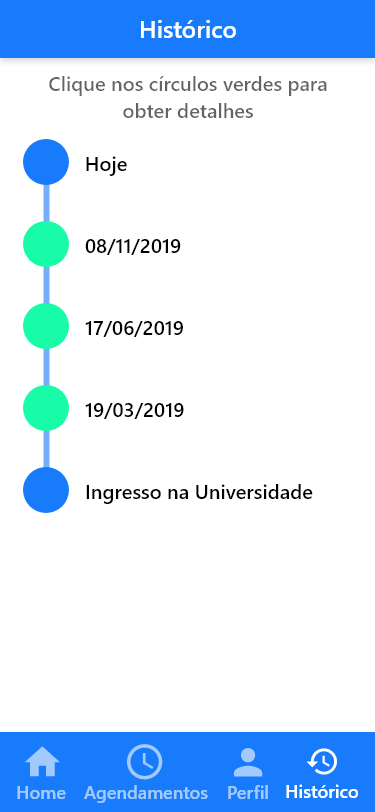 Histórico
Clique nos círculos verdes para
obter detalhes
Hoje
08/11/2019
17/06/2019
19/03/2019
Ingresso na Universidade
Home
Agendamentos
Perfil
Histórico